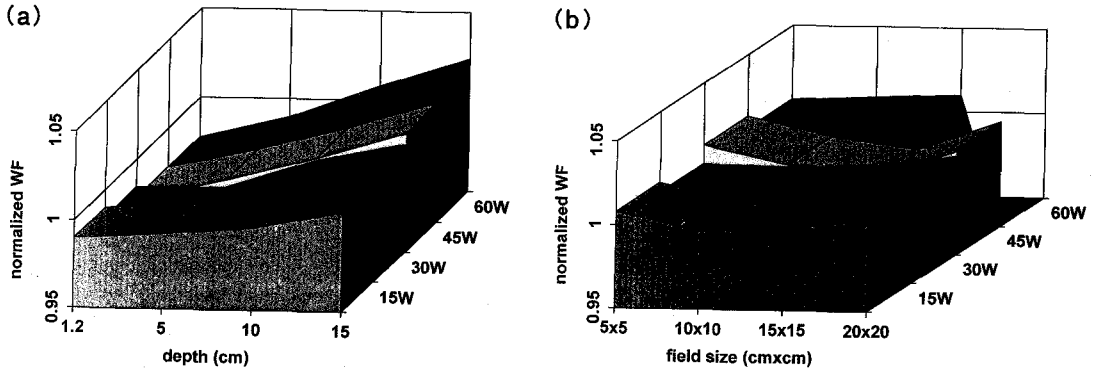 (a)
normalized WF
1.05
1
0.95
1.2
5
10
15
depth (cm)
15W
30W
45W
60W
(b)
normalized WF
1.05
1
0.95
5x5
10x10
15x15
20x20
field size (cmxcm)
15W
30W
45W
60W